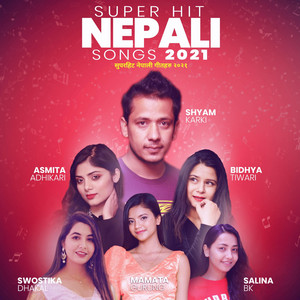 SUPER HIT
NEPALI
SONGS 2021
सुपरहिट नेपाली गीतहरु २०२१
SHYAM
KARKI
ASMITA
ADHIKARI
BIDHYA
TIWARI
SWOSTIKA
DHAKAL
MAMATA
SALINA
BK